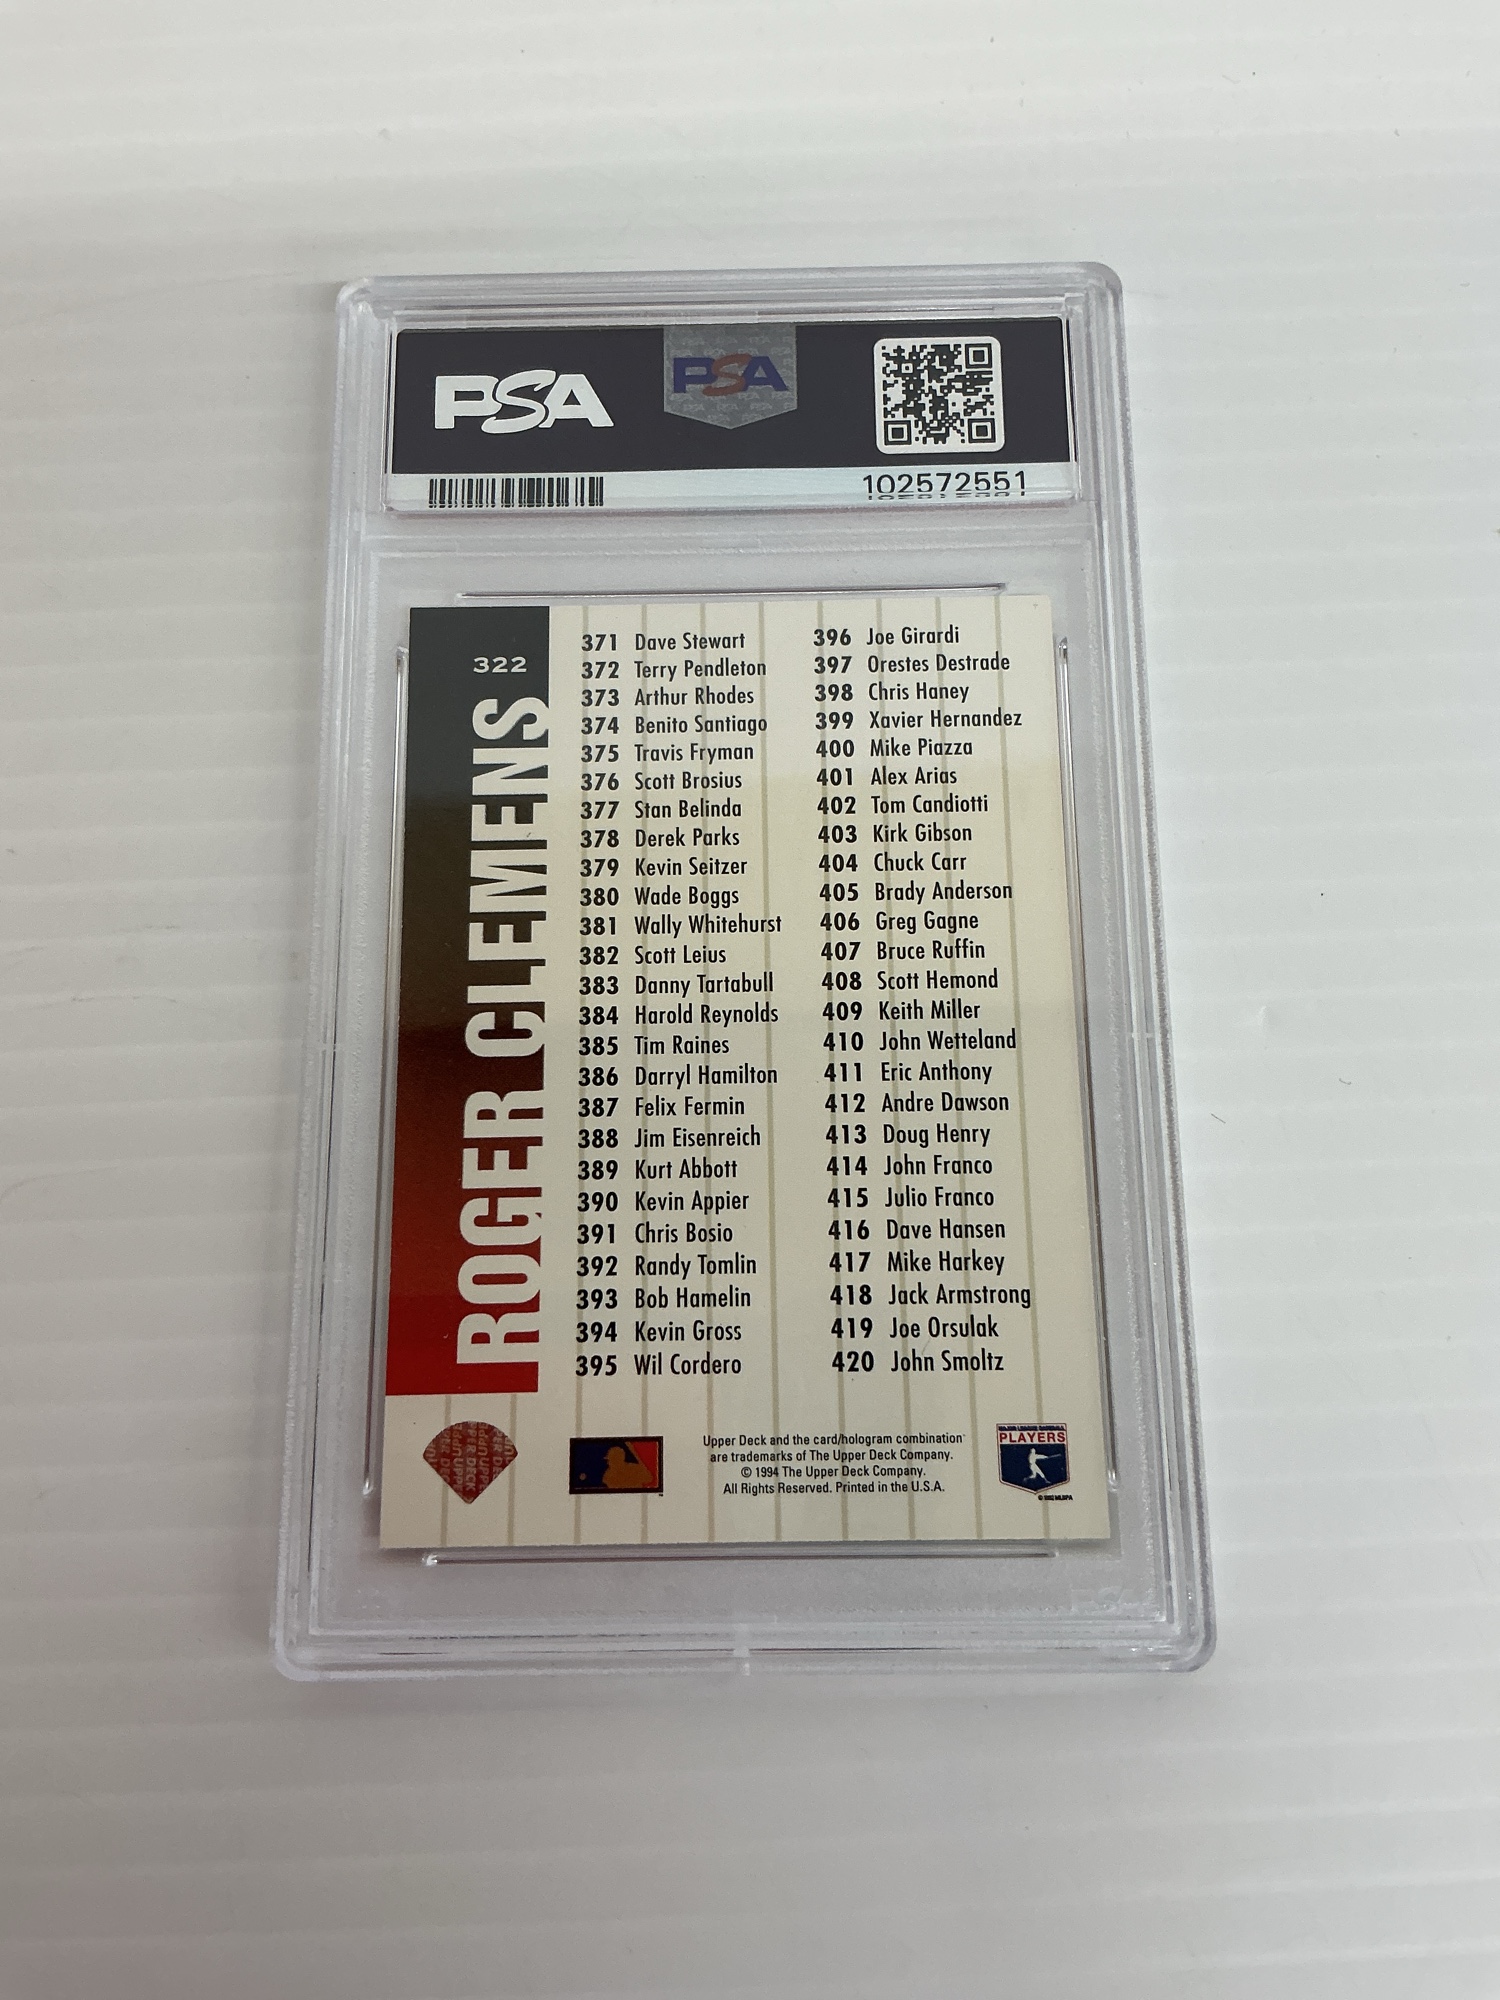 PSA
PSA
102572551
322
ROGER CLEMENS
371 Dave Stewart
372 Terry Pendleton
373 Arthur Rhodes
374 Benito Santiago
375 Travis Fryman
376 Scott Brosius
377 Stan Belinda
378 Derek Parks
379 Kevin Seitzer
380 Wade Boggs
381 Wally Whitehurst
382 Scott Leius
383 Danny Tartabull
384 Harold Reynolds
385 Tim Raines
386 Darryl Hamilton
387 Felix Fermin
388 Jim Eisenreich
389 Kurt Abbott
390 Kevin Appier
391 Chris Bosio
392 Randy Tomlin
393 Bob Hamelin
394 Kevin Gross
395 Wil Cordero
396 Joe Girardi
397 Orestes Destrade
398 Chris Haney
399 Xavier Hernandez
400 Mike Piazza
401 Alex Arias
402 Tom Candiotti
403 Kirk Gibson
404 Chuck Carr
405 Brady Anderson
406 Greg Gagne
407 Bruce Ruffin
408 Scott Hemond
409 Keith Miller
410 John Wetteland
411 Eric Anthony
412 Andre Dawson
413 Doug Henry
414 John Franco
415 Julio Franco
416 Dave Hansen
417 Mike Harkey
418 Jack Armstrong
419 Joe Orsulak
420 John Smoltz
Upper Deck and the card/hologram combination
are trademarks of The Upper Deck Company.
© 1994 The Upper Deck Company.
All Rights Reserved. Printed in the U.S.A.
MAJOR LEAGUE BASEBALL
PLAYERS